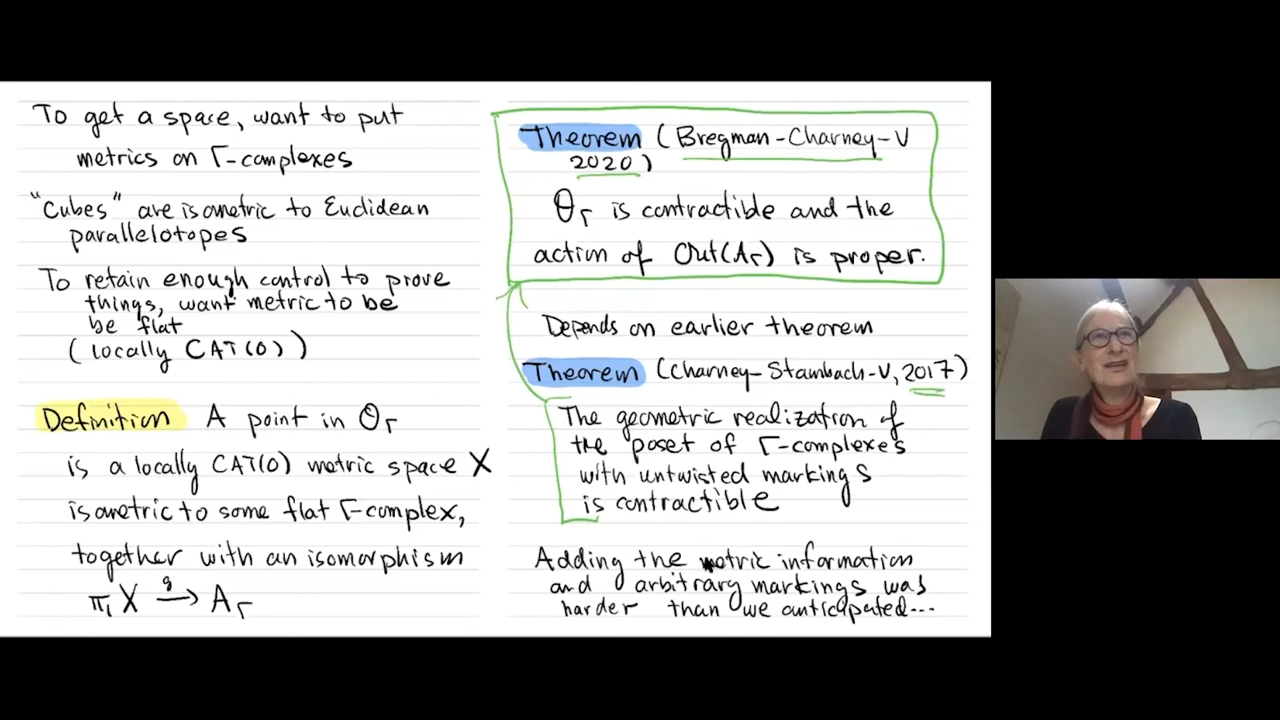 To get a space, want to put
metrics on Γ-complexes
"Cubes" are isometric to Euclidean
parallelotopes
To retain enough control to prove
things, want metric to be
be flat
(locally CAT(0))
Definition A point in Θ_Γ
is a locally CAT(0) metric space X
isometric to some flat Γ-complex,
together with an isomorphism
π₁X →^g A_Γ
Theorem (Bregman-Charney-V
2020)
Θ_Γ is contractible and the
action of Out(A_Γ) is proper.
Depends on earlier theorem
Theorem (Charney-Stambach-V, 2017)
The geometric realization of
the poset of Γ-complexes
with untwisted markings
is contractible
Adding the metric information
and arbitrary markings was
harder than we anticipated...